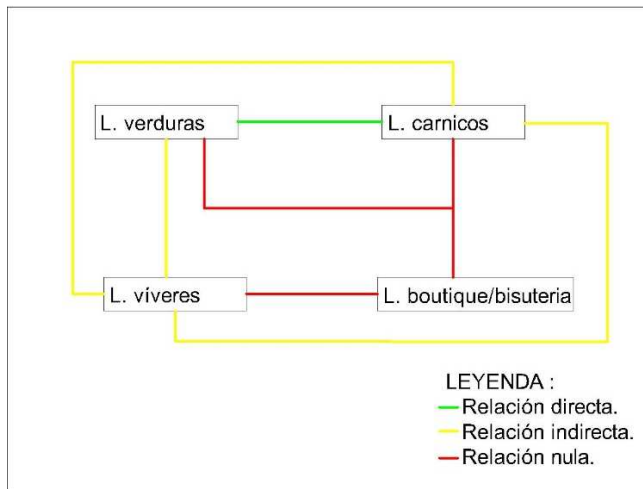 L. verduras
L. carnicos
L. víveres
L. boutique/bisuteria
LEYENDA :
Relación directa.
Relación indirecta.
Relación nula.